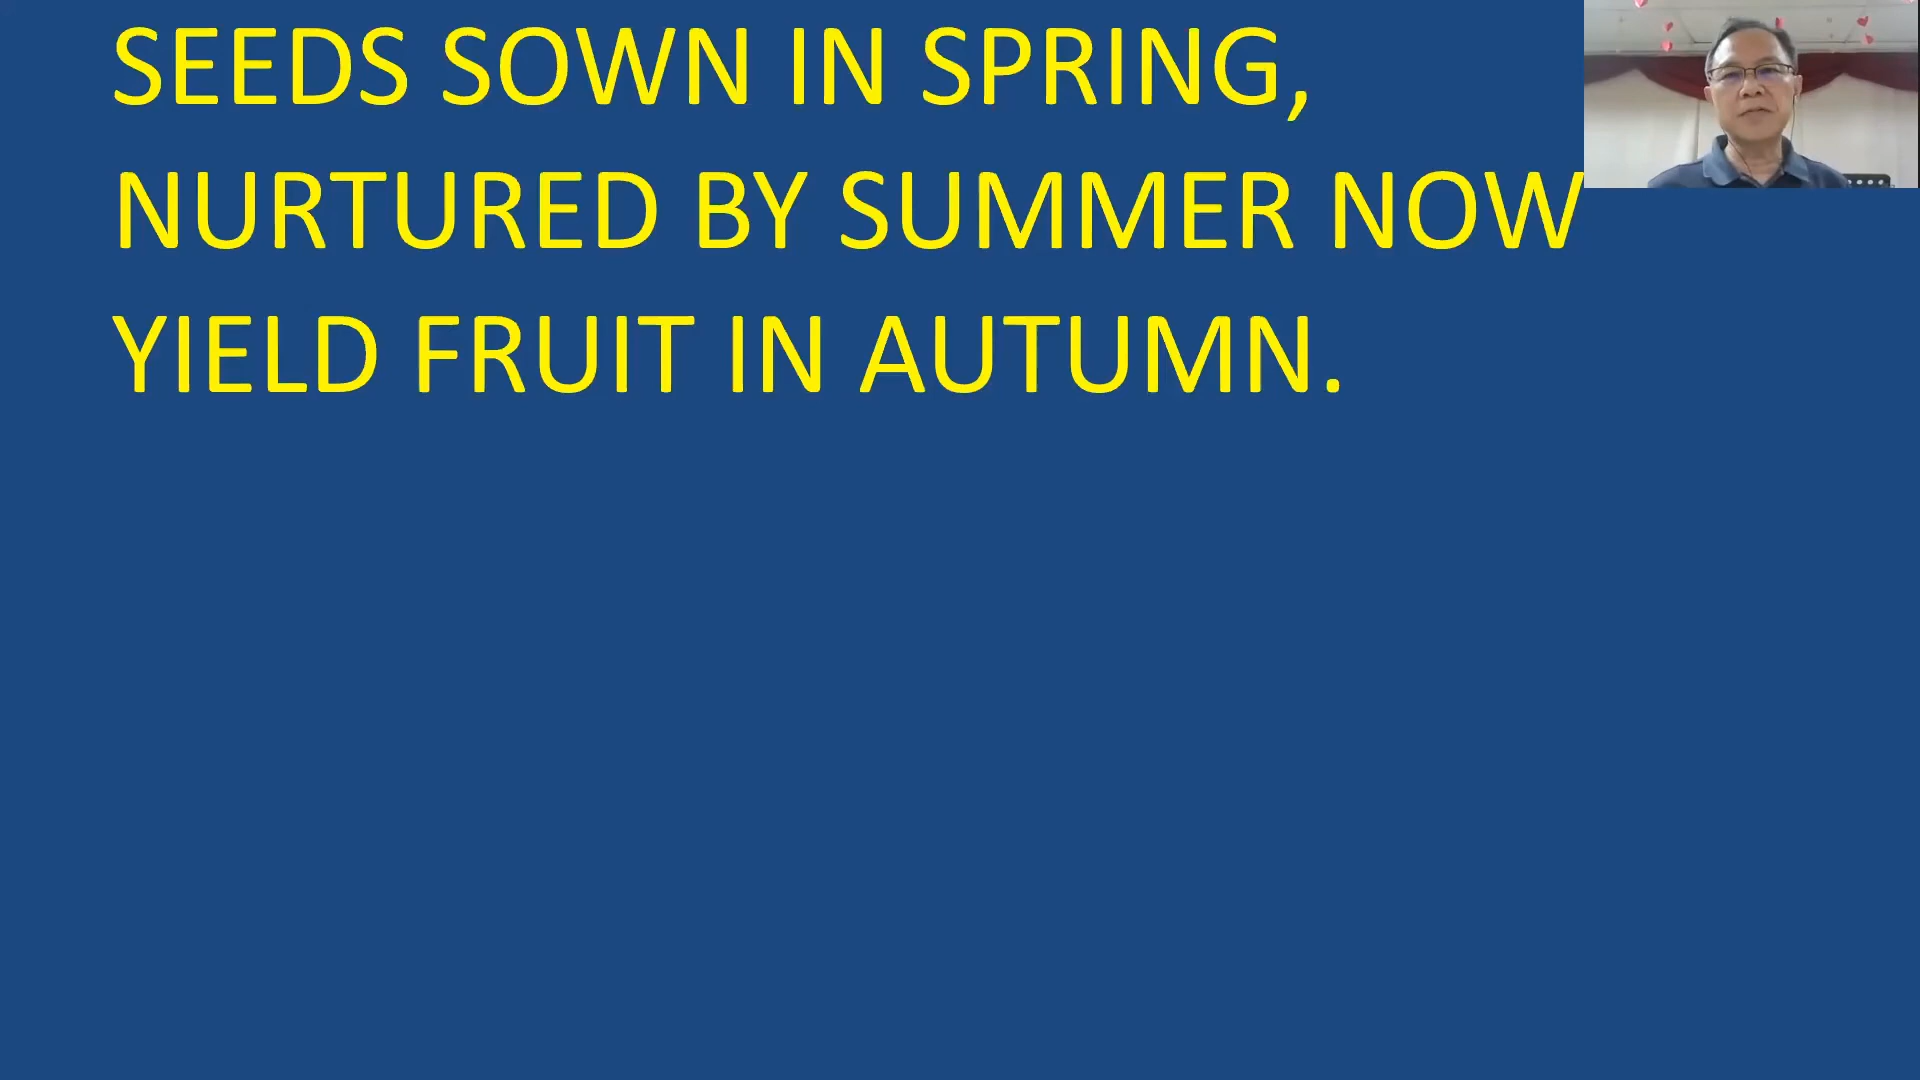 SEEDS SOWN IN SPRING,
NURTURED BY SUMMER NOW
YIELD FRUIT IN AUTUMN.